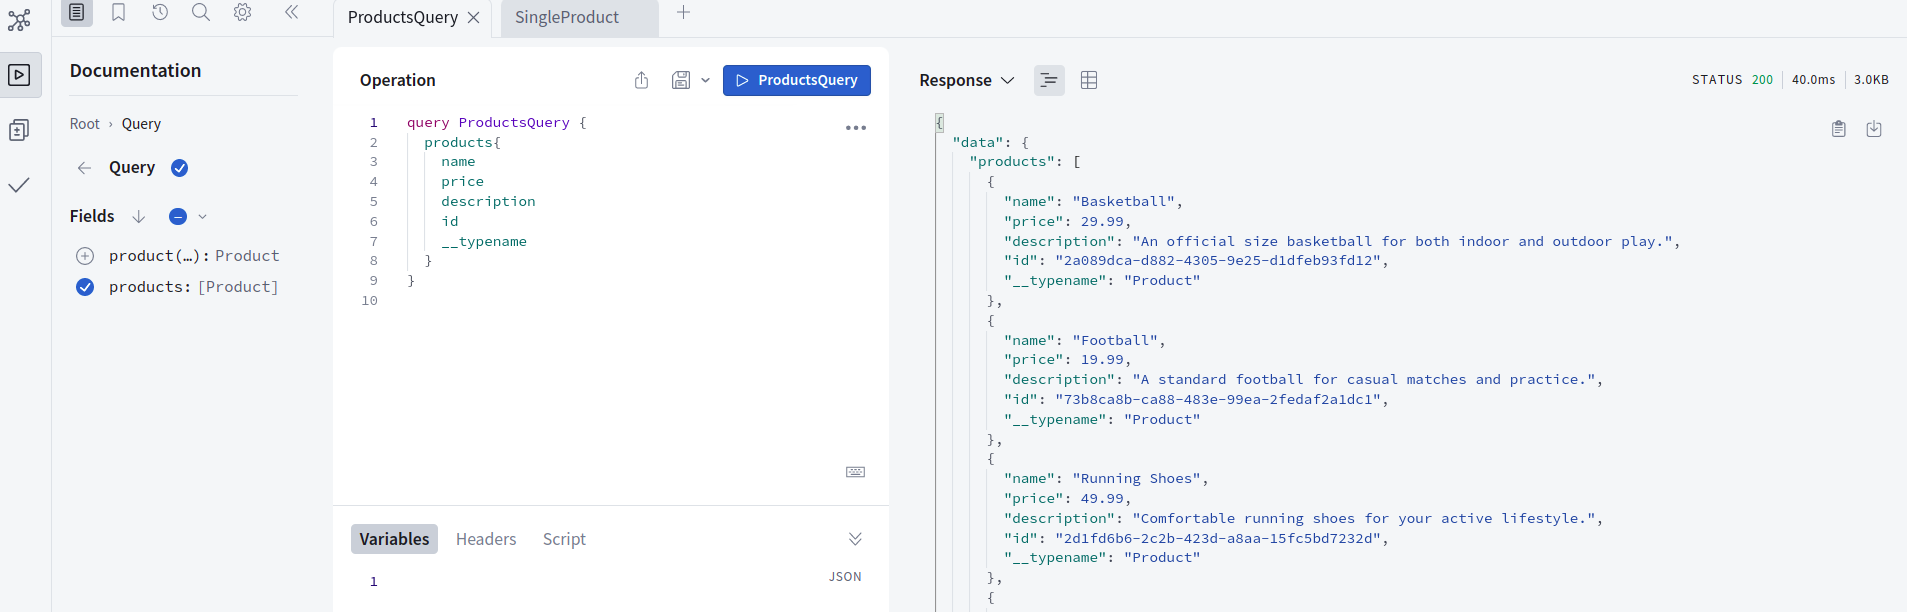 ProductsQuery
SingleProduct
Documentation
Root › Query
Query
Fields
product(…): Product
products: [Product]
Operation
ProductsQuery
1 query ProductsQuery {
2 products{
3 name
4 price
5 description
6 id
7 __typename
8 }
9 }
10
Variables Headers Script
1
JSON
Response
STATUS 200 40.0ms 3.0KB
{
"data": {
"products": [
{
"name": "Basketball",
"price": 29.99,
"description": "An official size basketball for both indoor and outdoor play.",
"id": "2a089dca-d882-4305-9e25-d1dfeb93fd12",
"__typename": "Product"
},
{
"name": "Football",
"price": 19.99,
"description": "A standard football for casual matches and practice.",
"id": "73b8ca8b-ca88-483e-99ea-2fedaf2a1dc1",
"__typename": "Product"
},
{
"name": "Running Shoes",
"price": 49.99,
"description": "Comfortable running shoes for your active lifestyle.",
"id": "2d1fd6b6-2c2b-423d-a8aa-15fc5bd7232d",
"__typename": "Product"
},
{